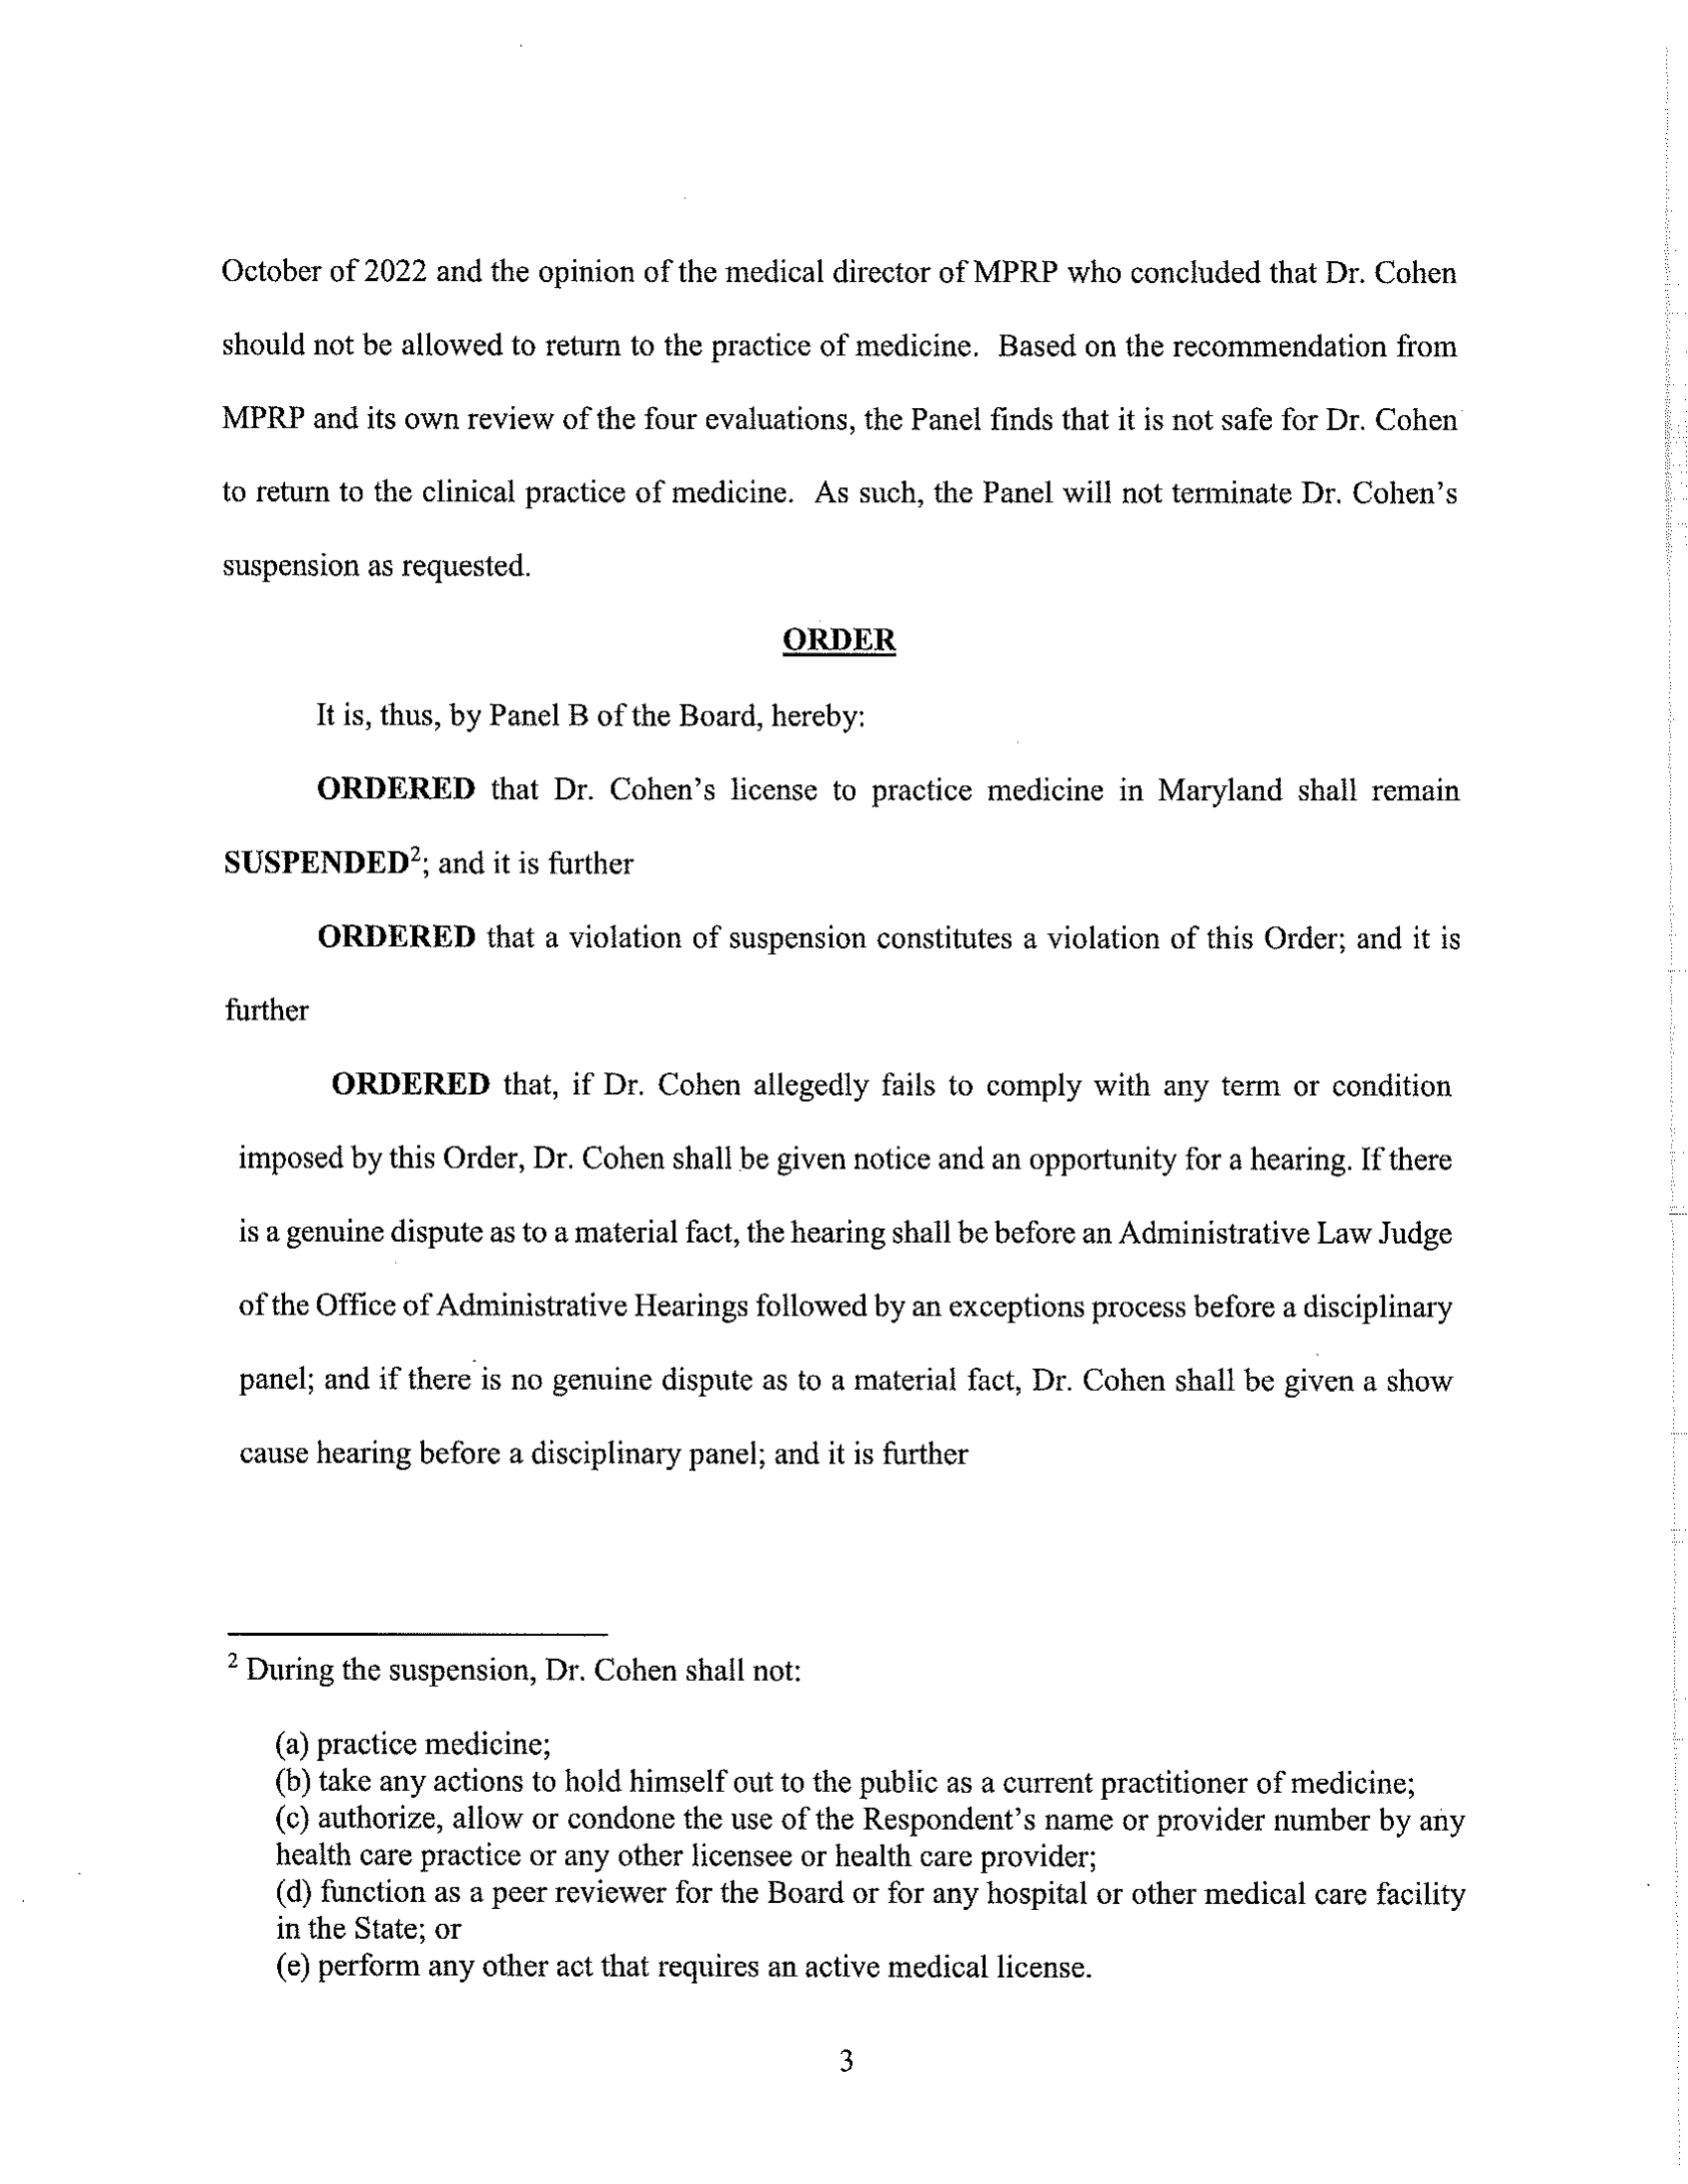 October of 2022 and the opinion of the medical director of MPRP who concluded that Dr. Cohen
should not be allowed to return to the practice of medicine. Based on the recommendation from
MPRP and its own review of the four evaluations, the Panel finds that it is not safe for Dr. Cohen
to return to the clinical practice of medicine. As such, the Panel will not terminate Dr. Cohen's
suspension as requested.
ORDER
It is, thus, by Panel B of the Board, hereby:
ORDERED that Dr. Cohen's license to practice medicine in Maryland shall remain
SUSPENDED²; and it is further
ORDERED that a violation of suspension constitutes a violation of this Order; and it is
further
ORDERED that, if Dr. Cohen allegedly fails to comply with any term or condition
imposed by this Order, Dr. Cohen shall be given notice and an opportunity for a hearing. If there
is a genuine dispute as to a material fact, the hearing shall be before an Administrative Law Judge
of the Office of Administrative Hearings followed by an exceptions process before a disciplinary
panel; and if there is no genuine dispute as to a material fact, Dr. Cohen shall be given a show
cause hearing before a disciplinary panel; and it is further
² During the suspension, Dr. Cohen shall not:
(a) practice medicine;
(b) take any actions to hold himself out to the public as a current practitioner of medicine;
(c) authorize, allow or condone the use of the Respondent's name or provider number by any
health care practice or any other licensee or health care provider;
(d) function as a peer reviewer for the Board or for any hospital or other medical care facility
in the State; or
(e) perform any other act that requires an active medical license.
3